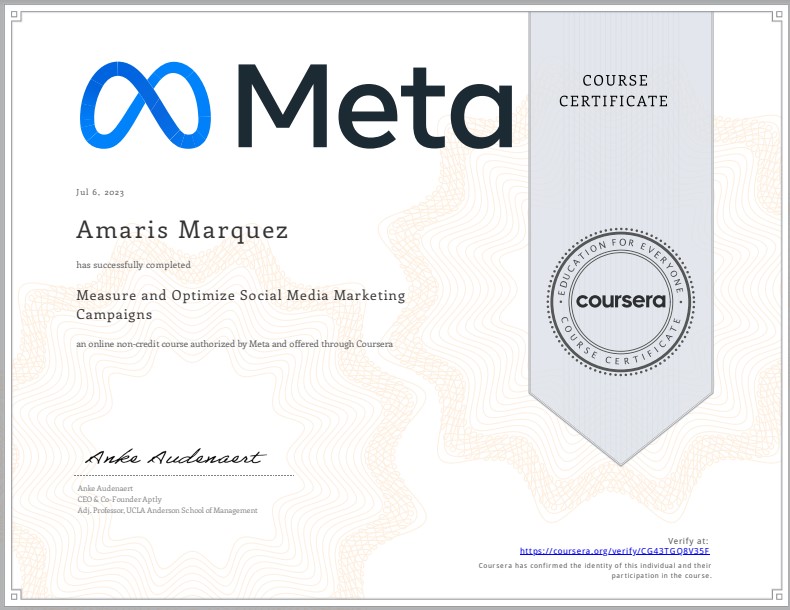 Meta
COURSE
CERTIFICATE
Jul 6, 2023
Amaris Marquez
has successfully completed
Measure and Optimize Social Media Marketing
Campaigns
an online non-credit course authorized by Meta and offered through Coursera
EDUCATION FOR EVERYONE
coursera
COURSE CERTIFICATE
Anke Audenaert
Anke Audenaert
CEO & Co-Founder Aptly
Adj. Professor, UCLA Anderson School of Management
Verify at:
https://coursera.org/verify/CG43TGQ8V35F
Coursera has confirmed the identity of this individual and their
participation in the course.